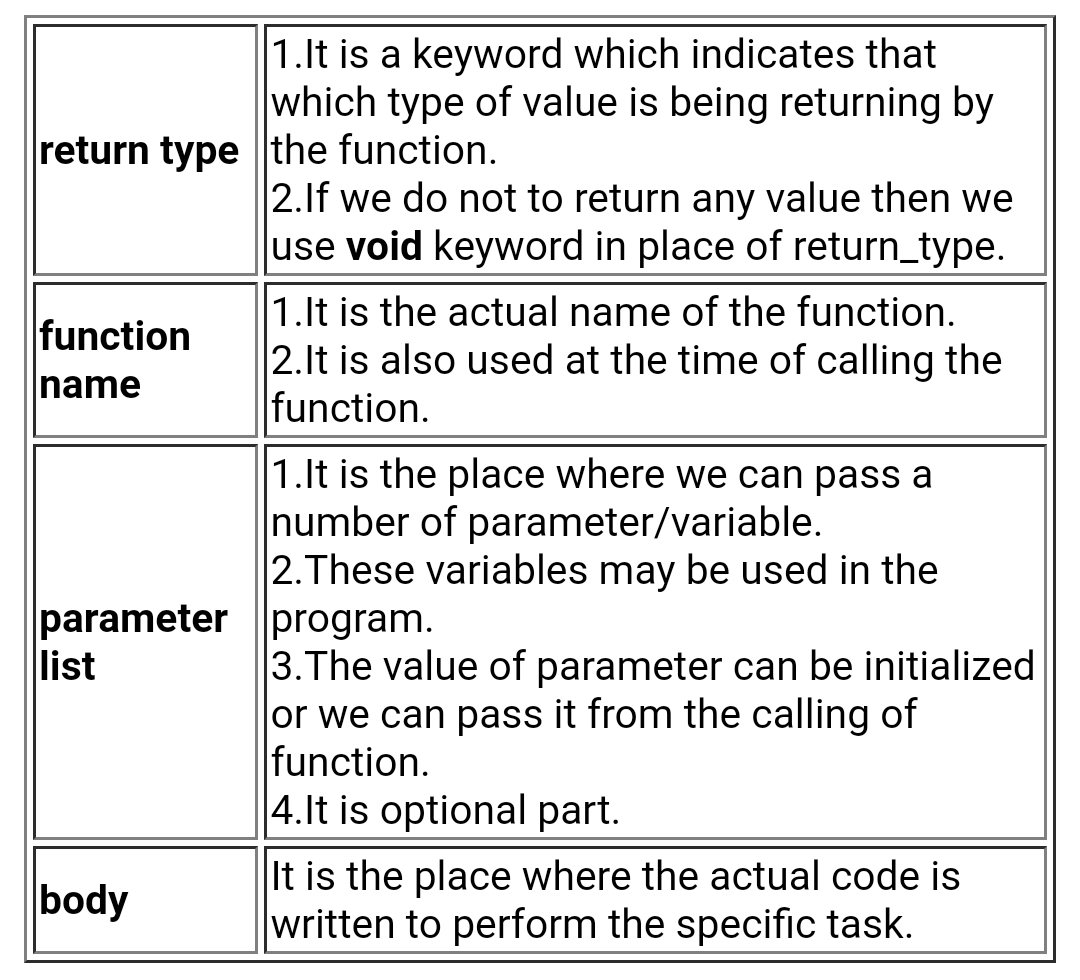 return type
1.It is a keyword which indicates that
which type of value is being returning by
the function.
2.If we do not to return any value then we
use void keyword in place of return_type.
function
name
1.It is the actual name of the function.
2.It is also used at the time of calling the
function.
parameter
list
1.It is the place where we can pass a
number of parameter/variable.
2.These variables may be used in the
program.
3.The value of parameter can be initialized
or we can pass it from the calling of
function.
4.It is optional part.
body
It is the place where the actual code is
written to perform the specific task.